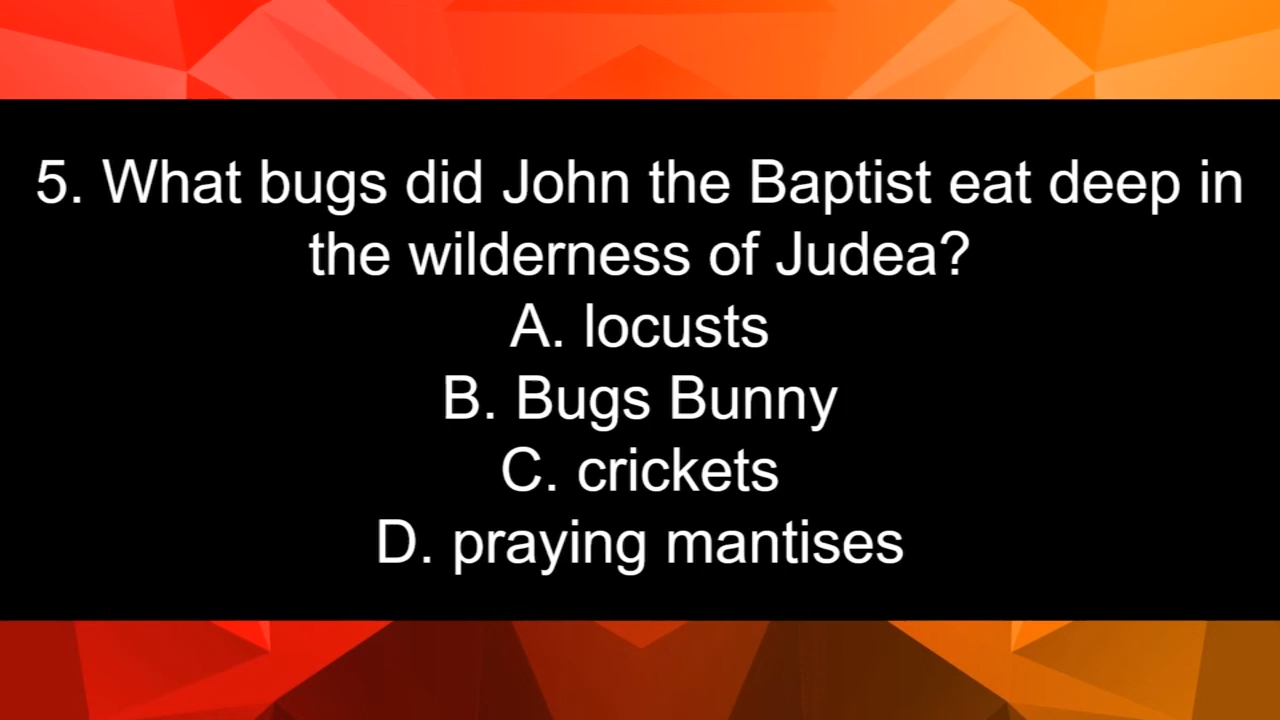 5. What bugs did John the Baptist eat deep in
the wilderness of Judea?
A. locusts
B. Bugs Bunny
C. crickets
D. praying mantises